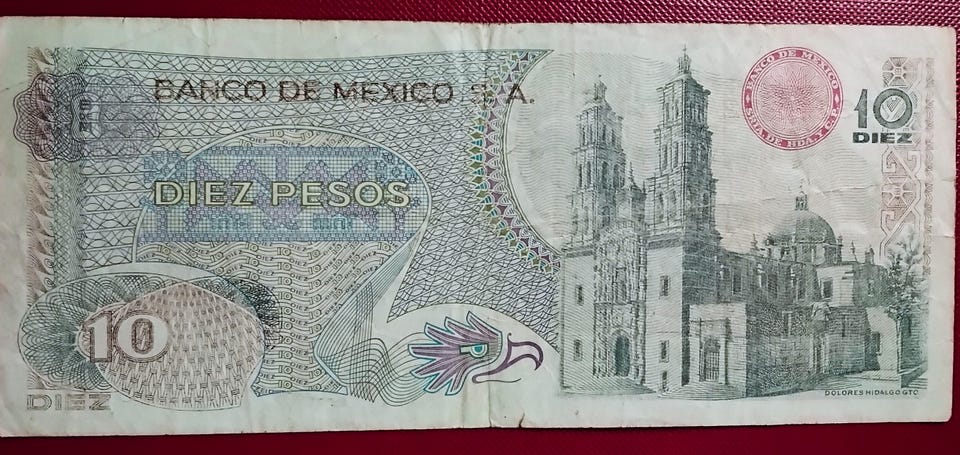 BANCO DE MEXICO S. A.
DIEZ PESOS
10
DIEZ
BANCO DE MEXICO
SRIA. DE HDA. Y C.P.
10
DIEZ
DOLORES HIDALGO GTO.